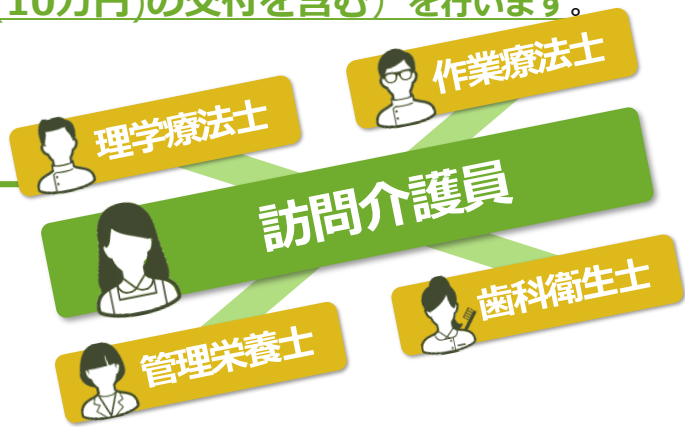 10万円)の交付を含む）を行います。
作業療法士
理学療法士
訪問介護員
歯科衛生士
管理栄養士